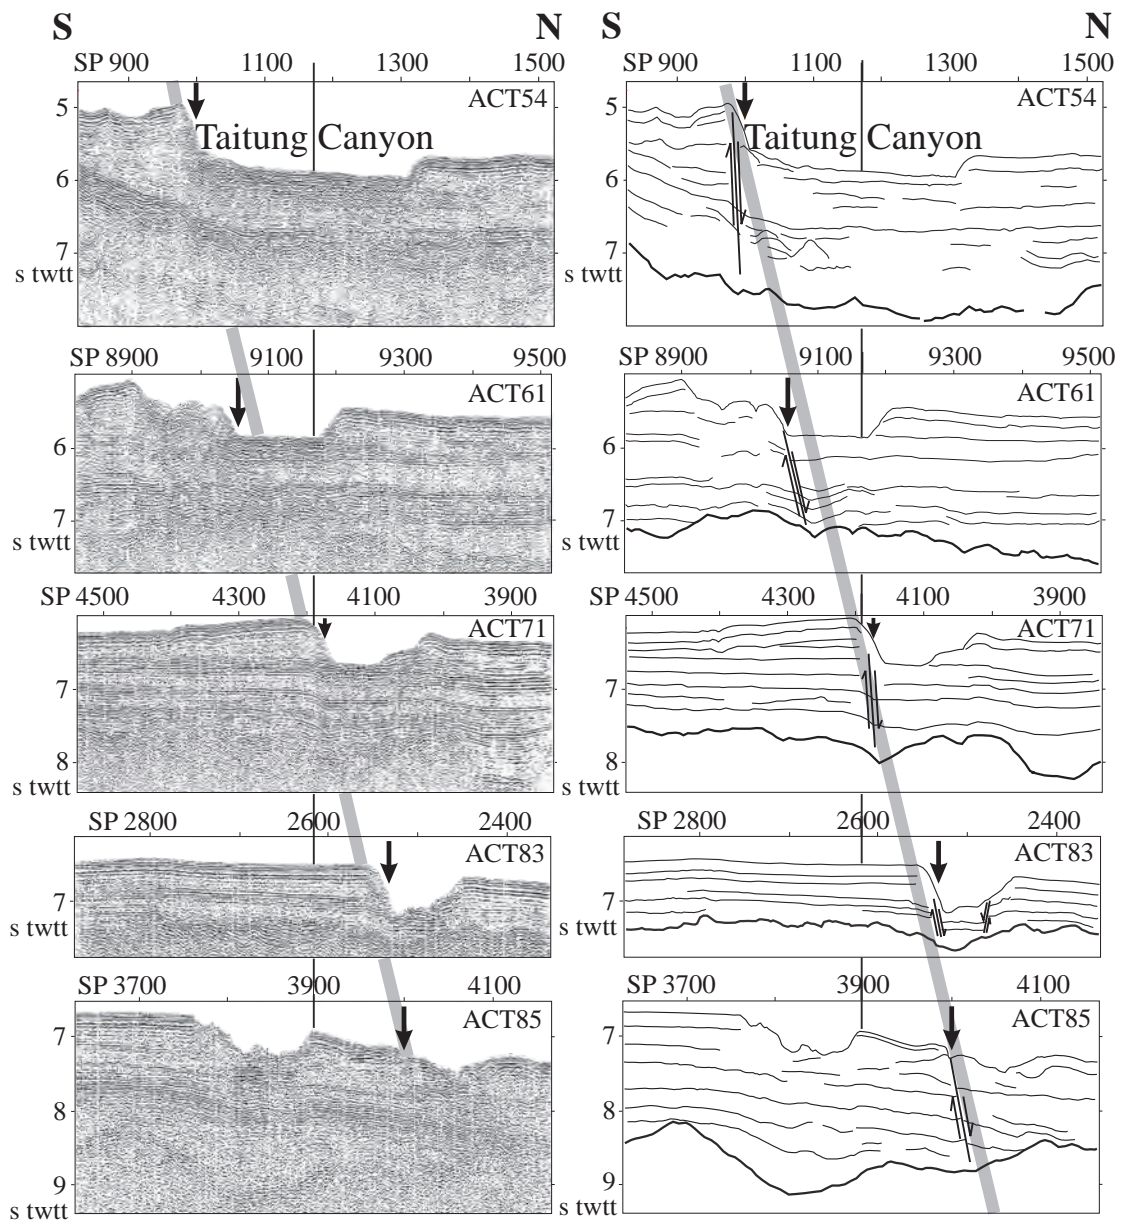 S N S N
SP 900 1100 1300 1500 SP 900 1100 1300 1500
5 ACT54 5 ACT54
Taitung Canyon Taitung Canyon
6 6
7 7
s twtt s twtt
SP 8900 9100 9300 9500 SP 8900 9100 9300 9500
ACT61 ACT61
6 6
7 7
s twtt s twtt
SP 4500 4300 4100 3900 SP 4500 4300 4100 3900
ACT71 ACT71
7 7
8 8
s twtt s twtt
SP 2800 2600 2400 SP 2800 2600 2400
ACT83 ACT83
7 7
s twtt s twtt
SP 3700 3900 4100 SP 3700 3900 4100
7 ACT85 7 ACT85
8 8
9 9
s twtt s twtt